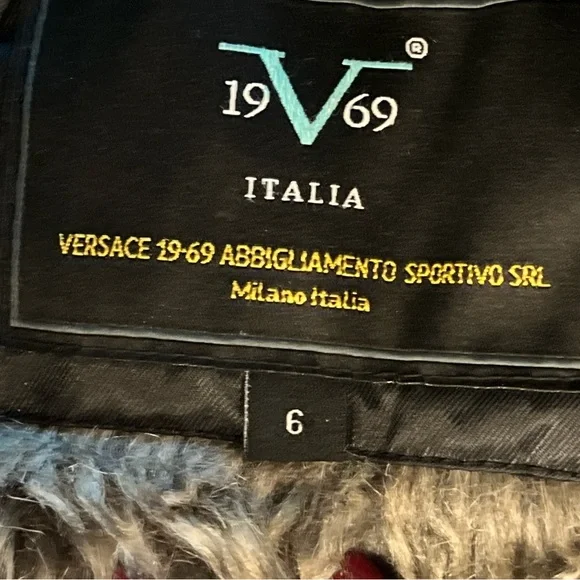 19V69®
ITALIA
VERSACE 19·69 ABBIGLIAMENTO SPORTIVO SRL
Milano Italia
6